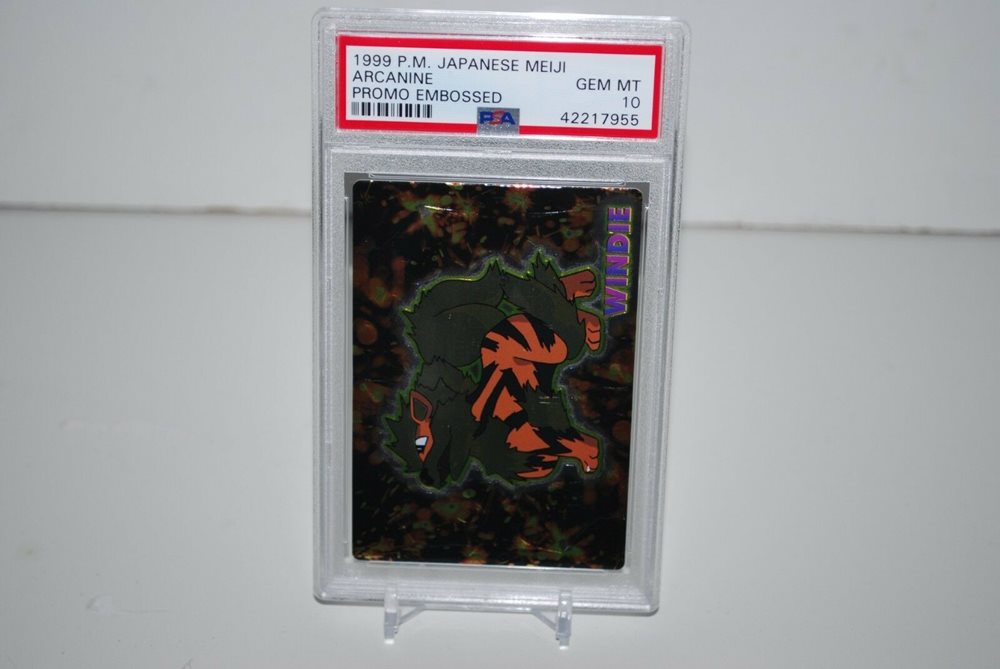 1999 P.M. JAPANESE MEIJI
ARCANINE GEM MT
PROMO EMBOSSED 10
PSA 42217955
WINDIE